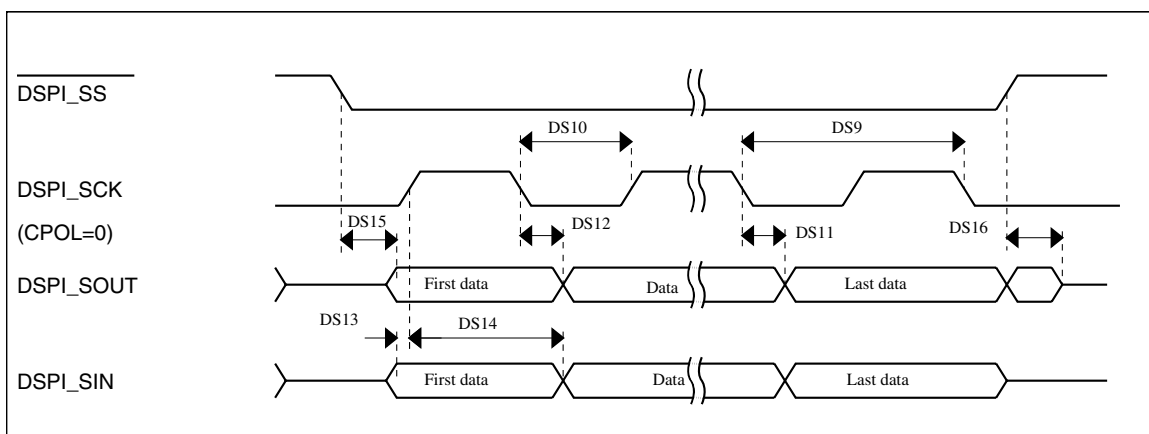 DSPI_SS
DS10
DS9
DSPI_SCK
DS15
DS12
DS11
DS16
(CPOL=0)
DSPI_SOUT
First data
Data
Last data
DS13
DS14
DSPI_SIN
First data
Data
Last data